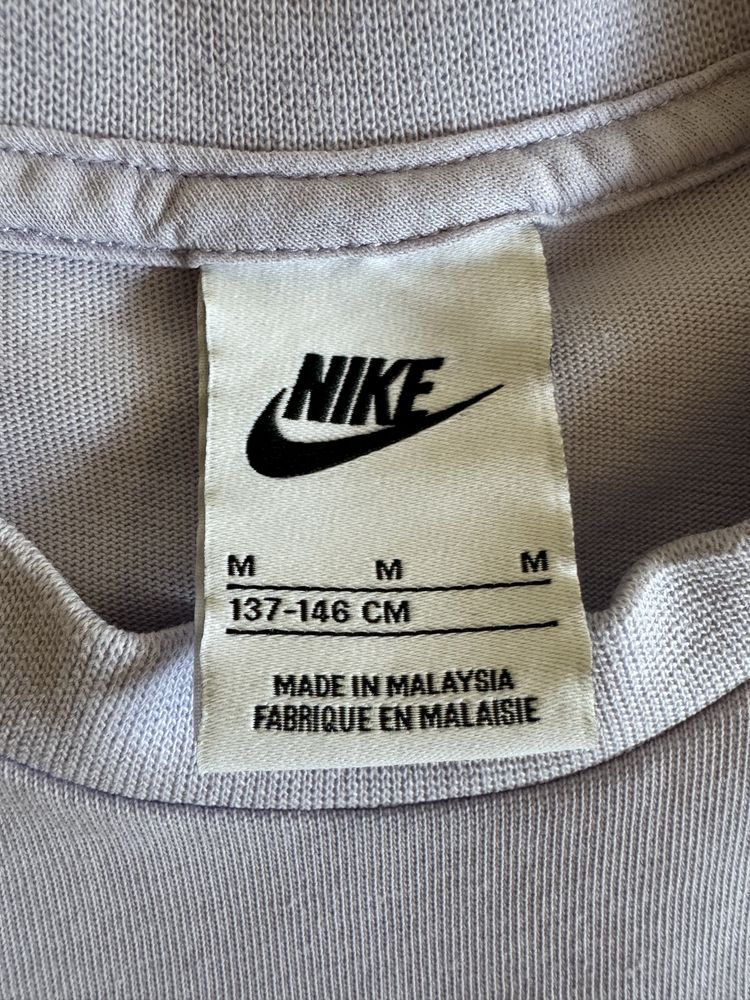 NIKE
M M M
137-146 CM
MADE IN MALAYSIA
FABRIQUE EN MALAISIE